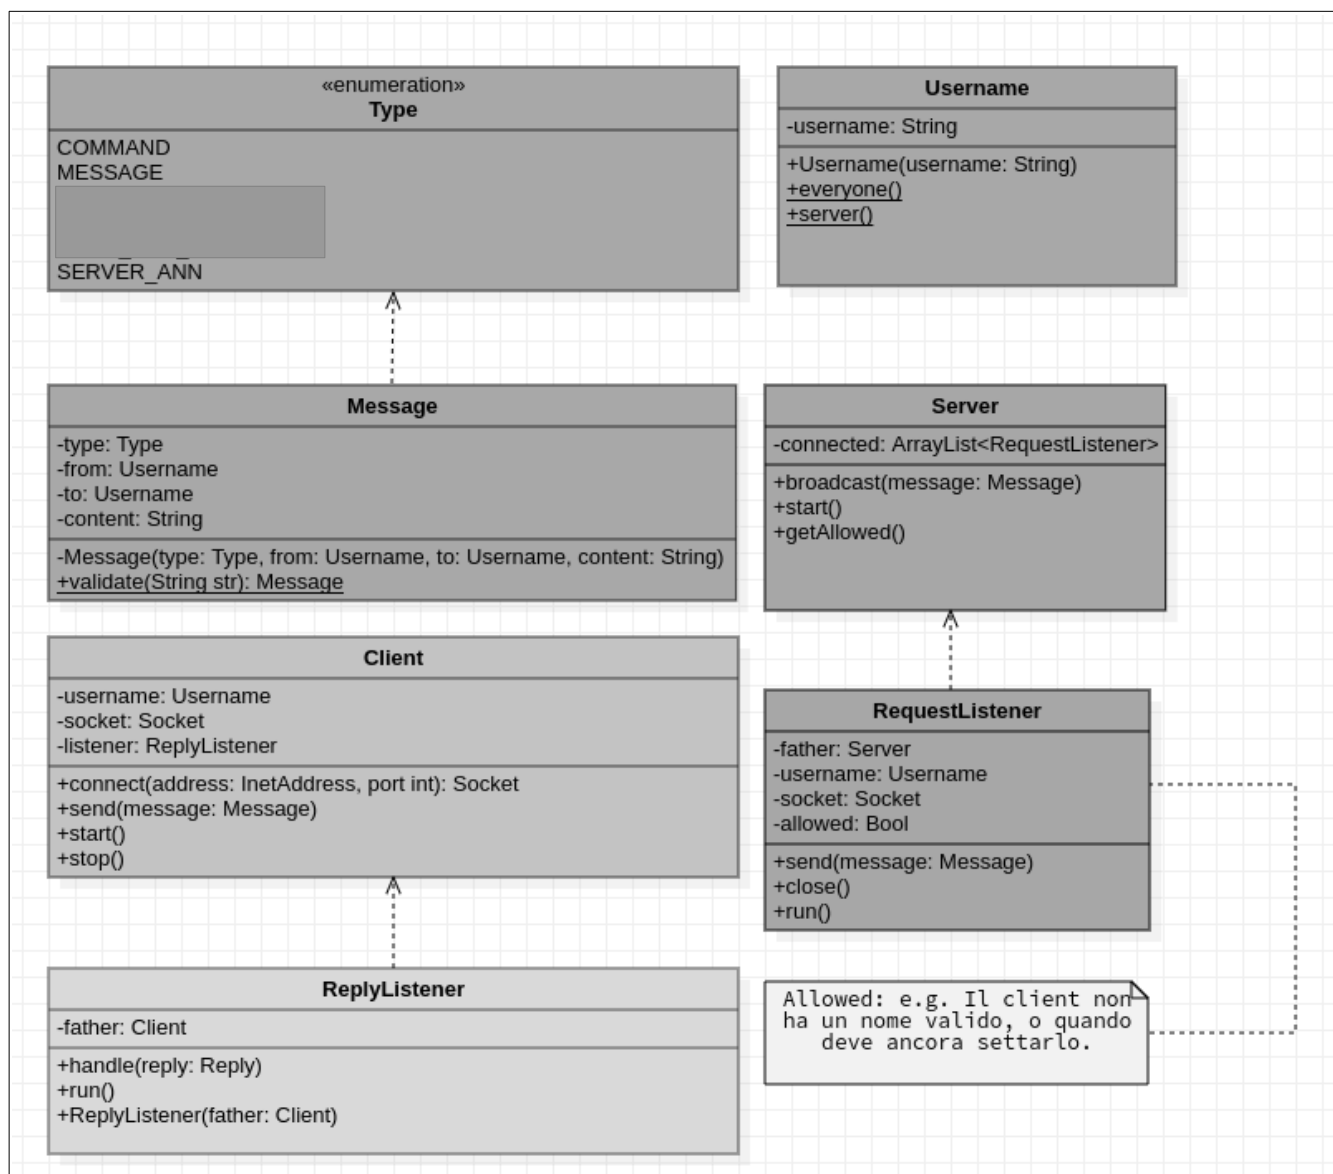 «enumeration»
Type
COMMAND
MESSAGE
SERVER_ANN
Username
-username: String
+Username(username: String)
+everyone()
+server()
Message
-type: Type
-from: Username
-to: Username
-content: String
-Message(type: Type, from: Username, to: Username, content: String)
+validate(String str): Message
Server
-connected: ArrayList<RequestListener>
+broadcast(message: Message)
+start()
+getAllowed()
Client
-username: Username
-socket: Socket
-listener: ReplyListener
+connect(address: InetAddress, port int): Socket
+send(message: Message)
+start()
+stop()
RequestListener
-father: Server
-username: Username
-socket: Socket
-allowed: Bool
+send(message: Message)
+close()
+run()
ReplyListener
-father: Client
+handle(reply: Reply)
+run()
+ReplyListener(father: Client)
Allowed: e.g. Il client non
ha un nome valido, o quando
deve ancora settarlo.